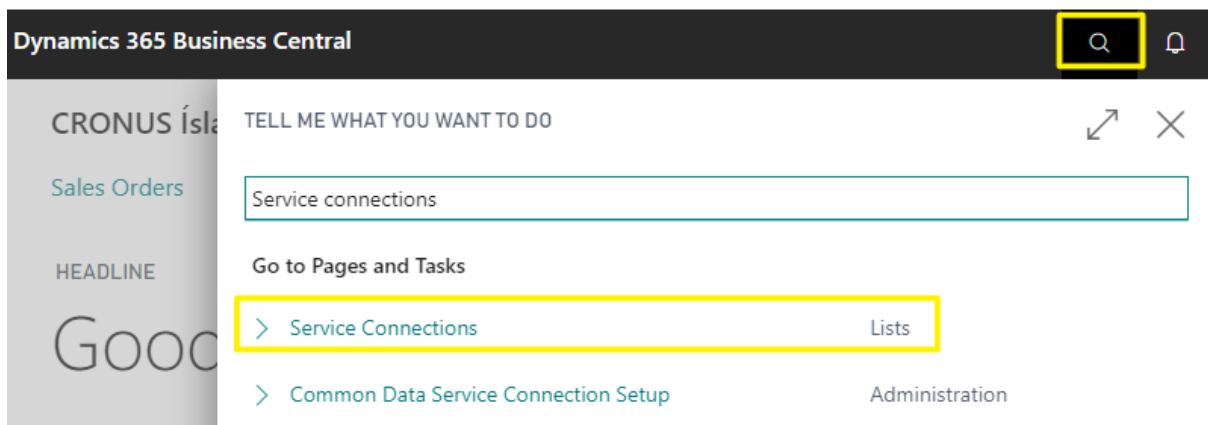 Dynamics 365 Business Central
CRONUS Ísla
TELL ME WHAT YOU WANT TO DO
Sales Orders
Service connections
HEADLINE
Go to Pages and Tasks
Service Connections Lists
Gooc
Common Data Service Connection Setup Administration